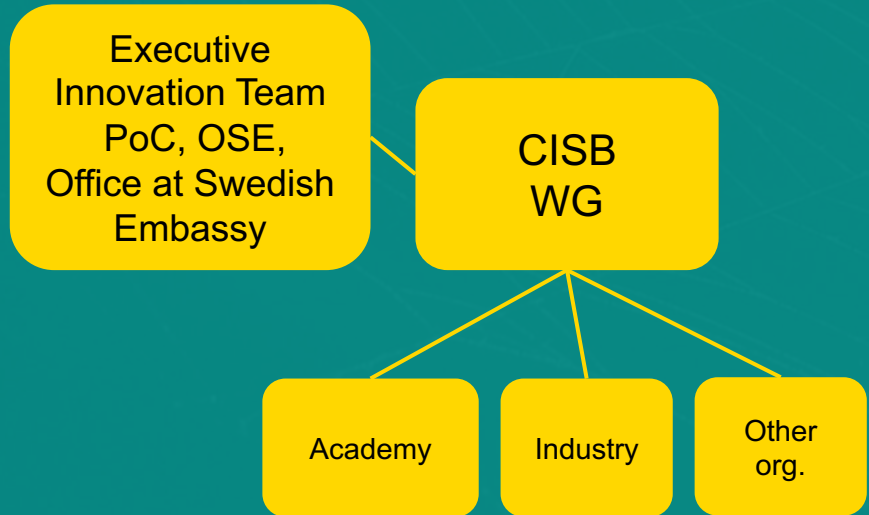 Executive
Innovation Team
PoC, OSE,
Office at Swedish
Embassy
CISB
WG
Academy
Industry
Other
org.